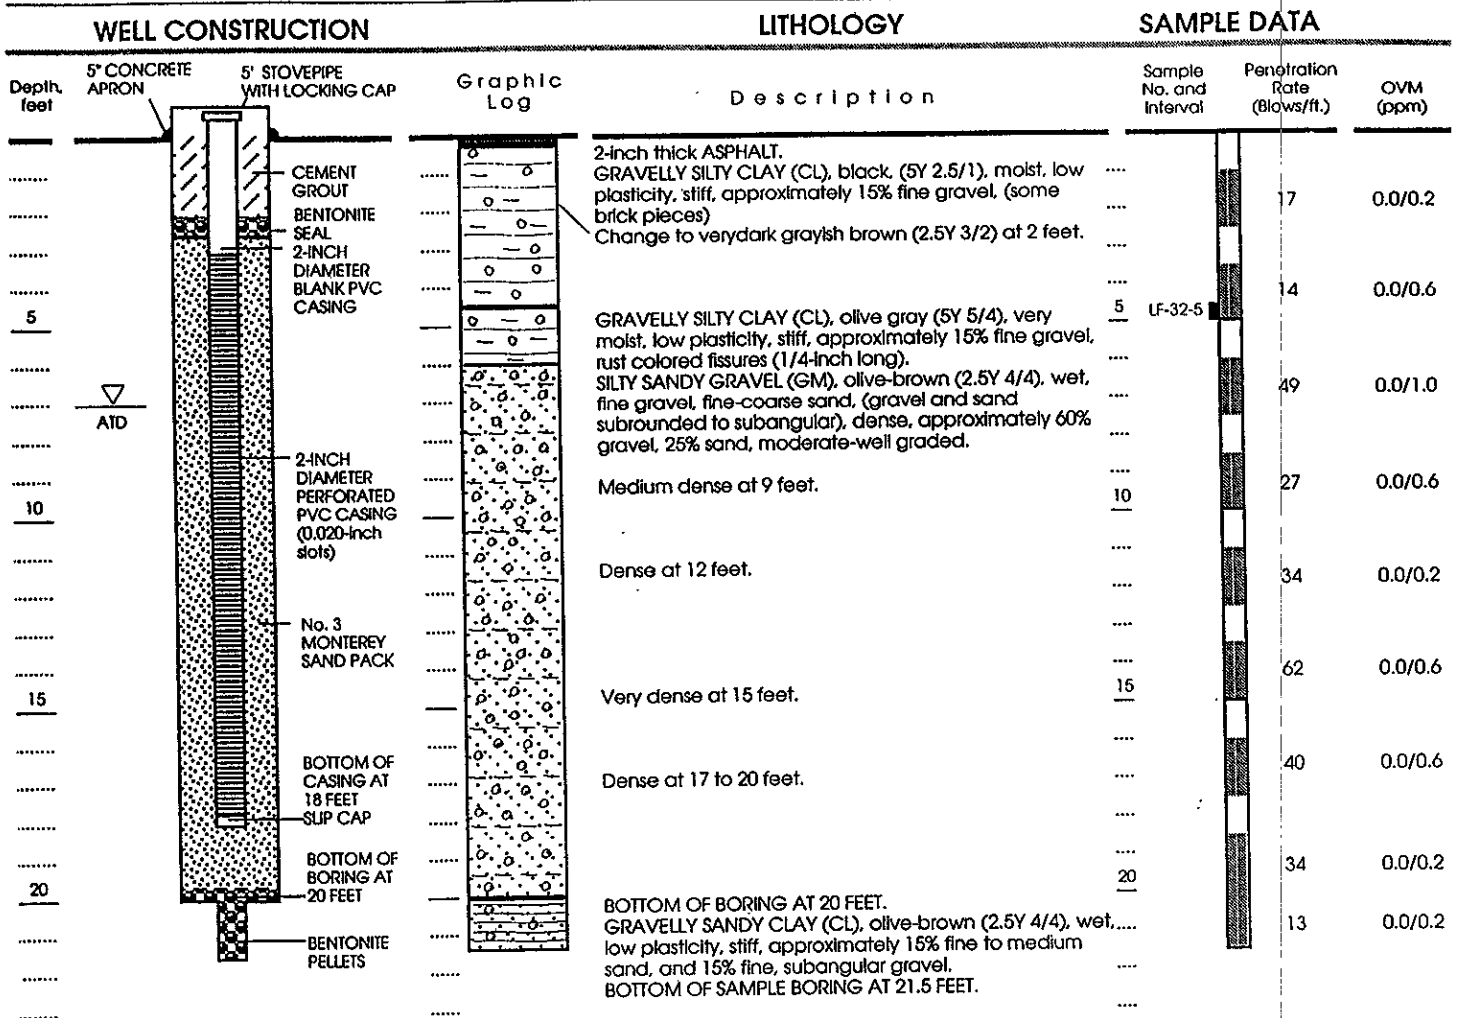 WELL CONSTRUCTION
LITHOLOGY
SAMPLE DATA
Depth, feet
5" CONCRETE APRON
5' STOVEPIPE WITH LOCKING CAP
Graphic Log
Description
Sample No. and Interval
Penetration Rate (Blows/ft.)
OVM (ppm)
CEMENT
GROUT
BENTONITE
SEAL
2-INCH
DIAMETER
BLANK PVC
CASING
5
ATD
2-INCH
DIAMETER
PERFORATED
PVC CASING
(0.020-inch
slots)
10
No. 3
MONTEREY
SAND PACK
15
BOTTOM OF
CASING AT
18 FEET
SLIP CAP
BOTTOM OF
BORING AT
20 FEET
20
BENTONITE
PELLETS
2-inch thick ASPHALT.
GRAVELLY SILTY CLAY (CL), black, (5Y 2.5/1), moist, low
plasticity, stiff, approximately 15% fine gravel, (some
brick pieces)
Change to verydark grayish brown (2.5Y 3/2) at 2 feet.
GRAVELLY SILTY CLAY (CL), olive gray (5Y 5/4), very
moist, low plasticity, stiff, approximately 15% fine gravel,
rust colored fissures (1/4-inch long).
SILTY SANDY GRAVEL (GM), olive-brown (2.5Y 4/4), wet,
fine gravel, fine-coarse sand, (gravel and sand
subrounded to subangular), dense, approximately 60%
gravel, 25% sand, moderate-well graded.
Medium dense at 9 feet.
Dense at 12 feet.
Very dense at 15 feet.
Dense at 17 to 20 feet.
BOTTOM OF BORING AT 20 FEET.
GRAVELLY SANDY CLAY (CL), olive-brown (2.5Y 4/4), wet,
low plasticity, stiff, approximately 15% fine to medium
sand, and 15% fine, subangular gravel.
BOTTOM OF SAMPLE BORING AT 21.5 FEET.
17 0.0/0.2
14 0.0/0.6
5 LF-32-5
49 0.0/1.0
27 0.0/0.6
10
34 0.0/0.2
62 0.0/0.6
15
40 0.0/0.6
34 0.0/0.2
20
13 0.0/0.2